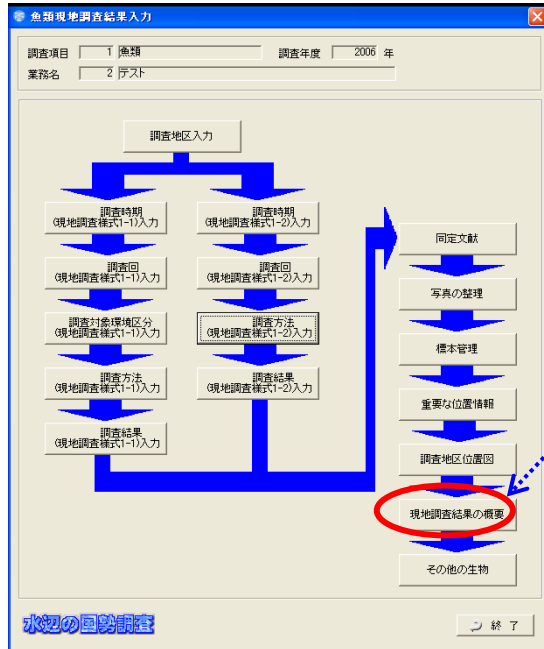 魚類現地調査結果入力
調査項目 1 魚類 調査年度 2006 年
業務名 2 テスト
調査地区入力
調査時期
(現地調査様式1-1)入力
調査回
(現地調査様式1-1)入力
調査対象環境区分
(現地調査様式1-1)入力
調査方法
(現地調査様式1-1)入力
調査結果
(現地調査様式1-1)入力
調査時期
(現地調査様式1-2)入力
調査回
(現地調査様式1-2)入力
調査方法
(現地調査様式1-2)入力
調査結果
(現地調査様式1-2)入力
同定文献
写真の整理
標本管理
重要な位置情報
調査地区位置図
現地調査結果の概要
その他の生物
水辺の国勢調査
終 了